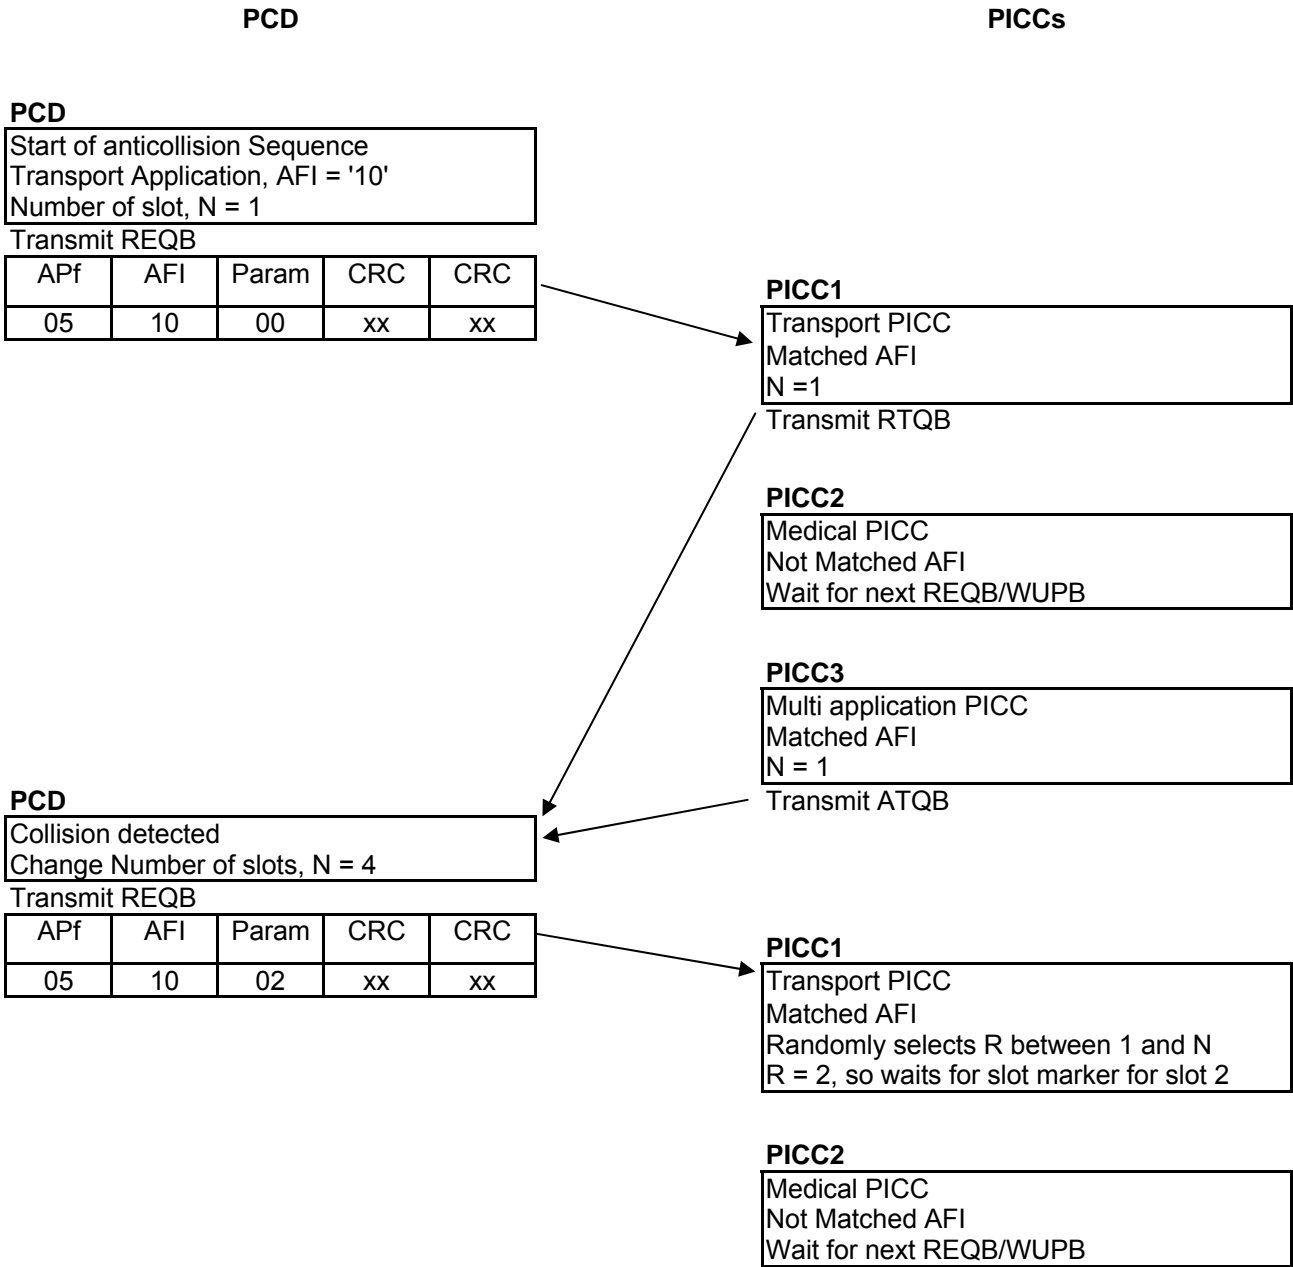 PCD PICCs
PCD
Start of anticollision Sequence
Transport Application, AFI = '10'
Number of slot, N = 1
Transmit REQB
APf AFI Param CRC CRC
05 10 00 xx xx
PICC1
Transport PICC
Matched AFI
N =1
Transmit RTQB
PICC2
Medical PICC
Not Matched AFI
Wait for next REQB/WUPB
PICC3
Multi application PICC
Matched AFI
N = 1
Transmit ATQB
PCD
Collision detected
Change Number of slots, N = 4
Transmit REQB
APf AFI Param CRC CRC
05 10 02 xx xx
PICC1
Transport PICC
Matched AFI
Randomly selects R between 1 and N
R = 2, so waits for slot marker for slot 2
PICC2
Medical PICC
Not Matched AFI
Wait for next REQB/WUPB